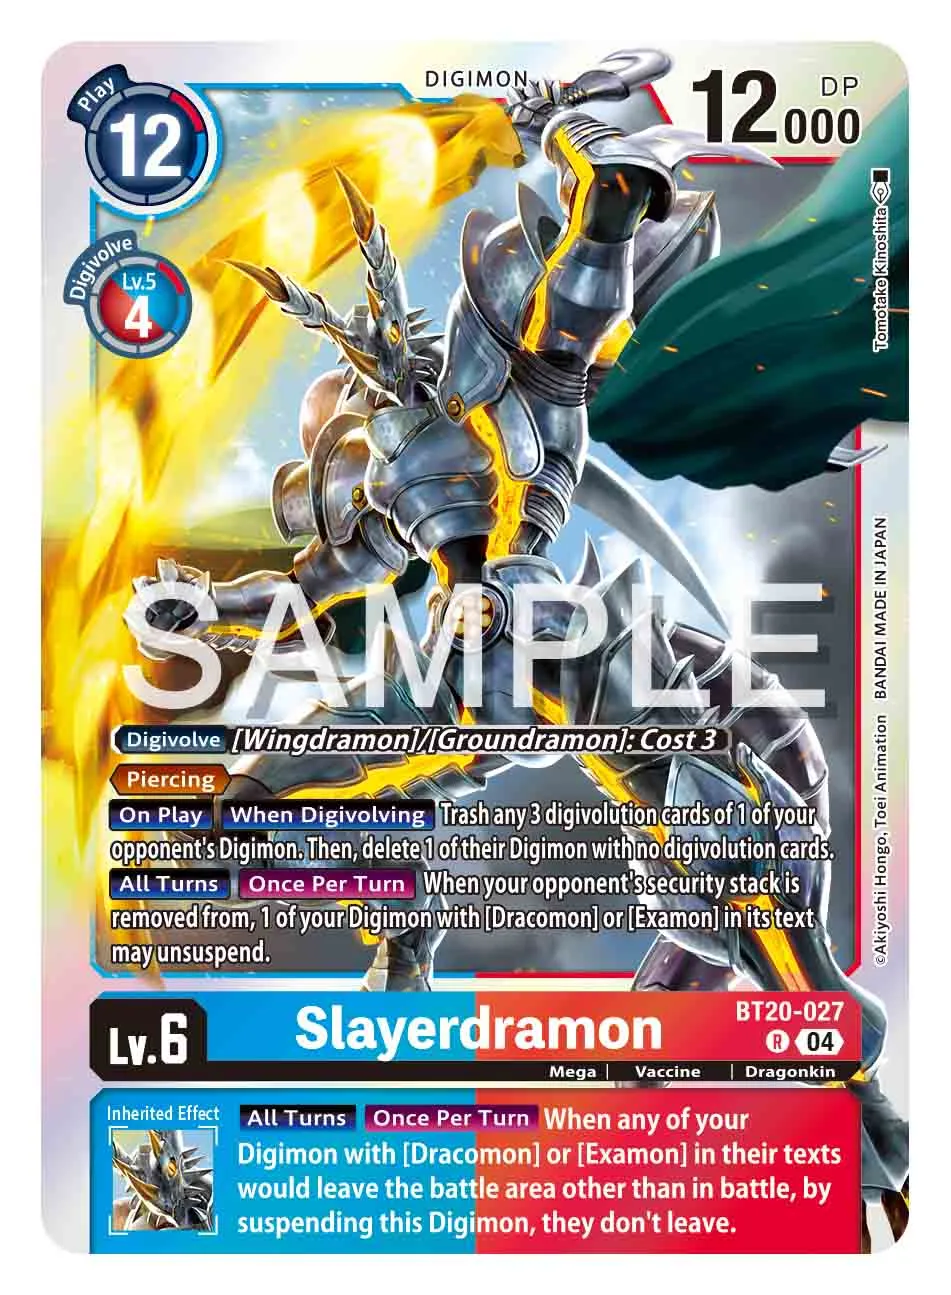 DIGIMON
Play
12
12000 DP
Digivolve
Lv.5
4
Tomotake Kinoshita
SAMPLE
BANDAI MADE IN JAPAN
©Akiyoshi Hongo, Toei Animation
Digivolve [Wingdramon]/[Groundramon]: Cost 3
Piercing
On Play When Digivolving Trash any 3 digivolution cards of 1 of your
opponent's Digimon. Then, delete 1 of their Digimon with no digivolution cards.
All Turns Once Per Turn When your opponent's security stack is
removed from, 1 of your Digimon with [Dracomon] or [Examon] in its text
may unsuspend.
Lv.6
Slayerdramon
BT20-027
R 04
Mega | Vaccine | Dragonkin
Inherited Effect
All Turns Once Per Turn When any of your
Digimon with [Dracomon] or [Examon] in their texts
would leave the battle area other than in battle, by
suspending this Digimon, they don't leave.